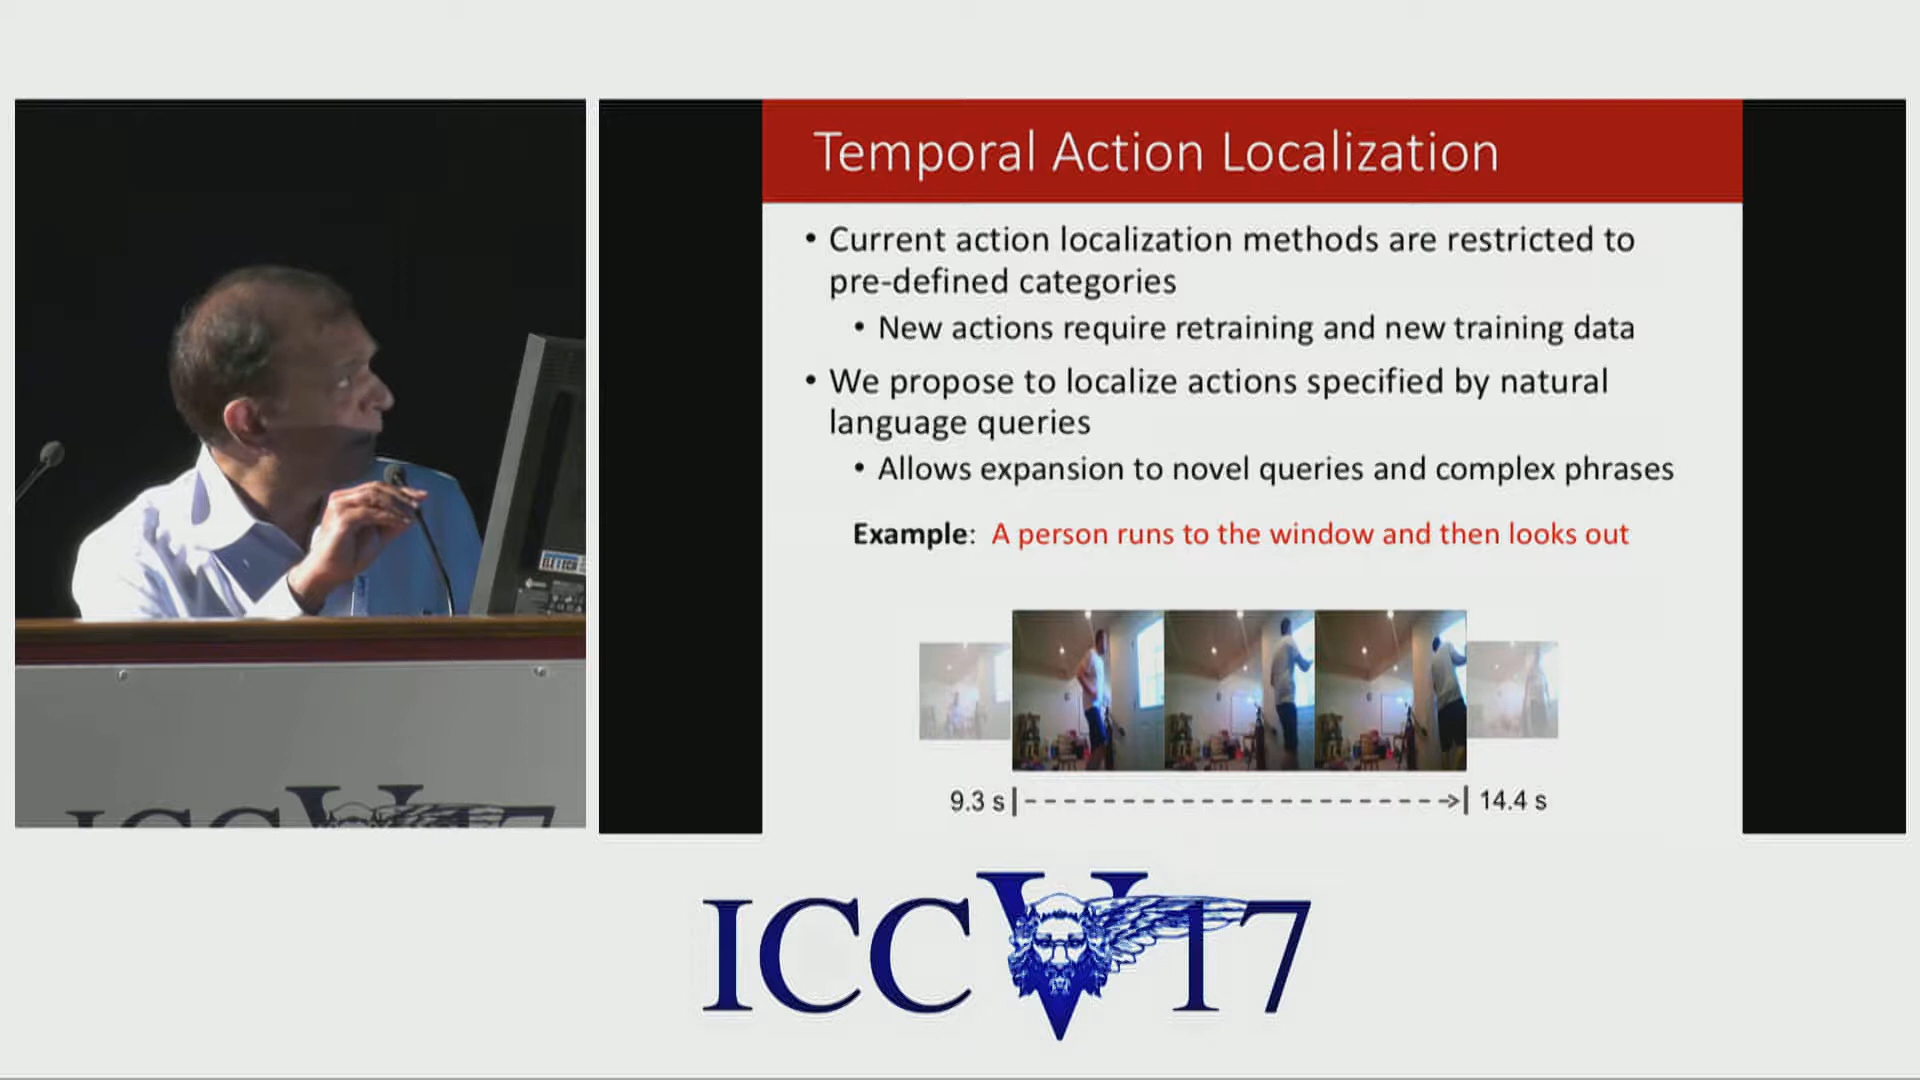 Temporal Action Localization
• Current action localization methods are restricted to
pre-defined categories
• New actions require retraining and new training data
• We propose to localize actions specified by natural
language queries
• Allows expansion to novel queries and complex phrases
Example: A person runs to the window and then looks out
9.3 s
14.4 s
ICCV17
ICCV17